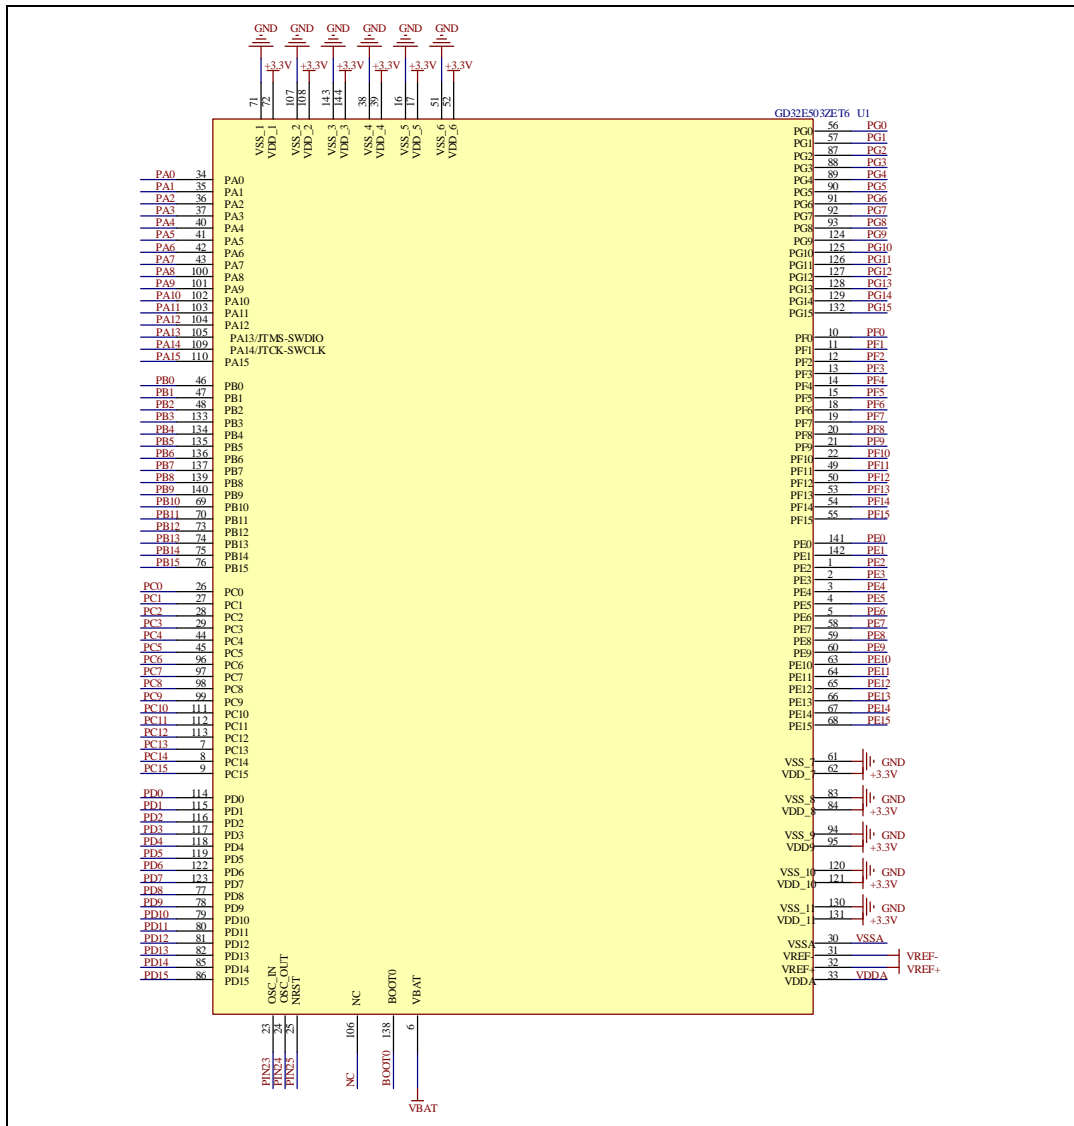 GND GND GND GND GND GND
+3.3V +3.3V +3.3V +3.3V +3.3V +3.3V
71 72 107 108 143 144 38 39 16 17 51 52
VSS_1 VDD_1 VSS_2 VDD_2 VSS_3 VDD_3 VSS_4 VDD_4 VSS_5 VDD_5 VSS_6 VDD_6
GD32E503ZET6 U1
PA0 34 PA0
PA1 35 PA1
PA2 36 PA2
PA3 37 PA3
PA4 40 PA4
PA5 41 PA5
PA6 42 PA6
PA7 43 PA7
PA8 100 PA8
PA9 101 PA9
PA10 102 PA10
PA11 103 PA11
PA12 104 PA12
PA13 105 PA13/JTMS-SWDIO
PA14 109 PA14/JTCK-SWCLK
PA15 110 PA15
PB0 46 PB0
PB1 47 PB1
PB2 48 PB2
PB3 133 PB3
PB4 134 PB4
PB5 135 PB5
PB6 136 PB6
PB7 137 PB7
PB8 139 PB8
PB9 140 PB9
PB10 69 PB10
PB11 70 PB11
PB12 73 PB12
PB13 74 PB13
PB14 75 PB14
PB15 76 PB15
PC0 26 PC0
PC1 27 PC1
PC2 28 PC2
PC3 29 PC3
PC4 44 PC4
PC5 45 PC5
PC6 96 PC6
PC7 97 PC7
PC8 98 PC8
PC9 99 PC9
PC10 111 PC10
PC11 112 PC11
PC12 113 PC12
PC13 7 PC13
PC14 8 PC14
PC15 9 PC15
PD0 114 PD0
PD1 115 PD1
PD2 116 PD2
PD3 117 PD3
PD4 118 PD4
PD5 119 PD5
PD6 122 PD6
PD7 123 PD7
PD8 77 PD8
PD9 78 PD9
PD10 79 PD10
PD11 80 PD11
PD12 81 PD12
PD13 82 PD13
PD14 85 PD14
PD15 86 PD15
PG0 56 PG0
PG1 57 PG1
PG2 87 PG2
PG3 88 PG3
PG4 89 PG4
PG5 90 PG5
PG6 91 PG6
PG7 92 PG7
PG8 93 PG8
PG9 124 PG9
PG10 125 PG10
PG11 126 PG11
PG12 127 PG12
PG13 128 PG13
PG14 129 PG14
PG15 132 PG15
PF0 10 PF0
PF1 11 PF1
PF2 12 PF2
PF3 13 PF3
PF4 14 PF4
PF5 15 PF5
PF6 18 PF6
PF7 19 PF7
PF8 20 PF8
PF9 21 PF9
PF10 22 PF10
PF11 49 PF11
PF12 50 PF12
PF13 53 PF13
PF14 54 PF14
PF15 55 PF15
PE0 141 PE0
PE1 142 PE1
PE2 1 PE2
PE3 2 PE3
PE4 3 PE4
PE5 4 PE5
PE6 5 PE6
PE7 58 PE7
PE8 59 PE8
PE9 60 PE9
PE10 63 PE10
PE11 64 PE11
PE12 65 PE12
PE13 66 PE13
PE14 67 PE14
PE15 68 PE15
VSS_7 61 GND
VDD_7 62 +3.3V
VSS_8 83 GND
VDD_8 84 +3.3V
VSS_9 94 GND
VDD9 95 +3.3V
VSS_10 120 GND
VDD_10 121 +3.3V
VSS_11 130 GND
VDD_11 131 +3.3V
VSSA 30 VSSA
VREF- 31 VREF-
VREF+ 32 VREF+
VDDA 33 VDDA
OSC_IN OSC_OUT NRST NC BOOT0 VBAT
23 24 25 106 138 6
PIN23 PIN24 PIN25 NC BOOT0
VBAT